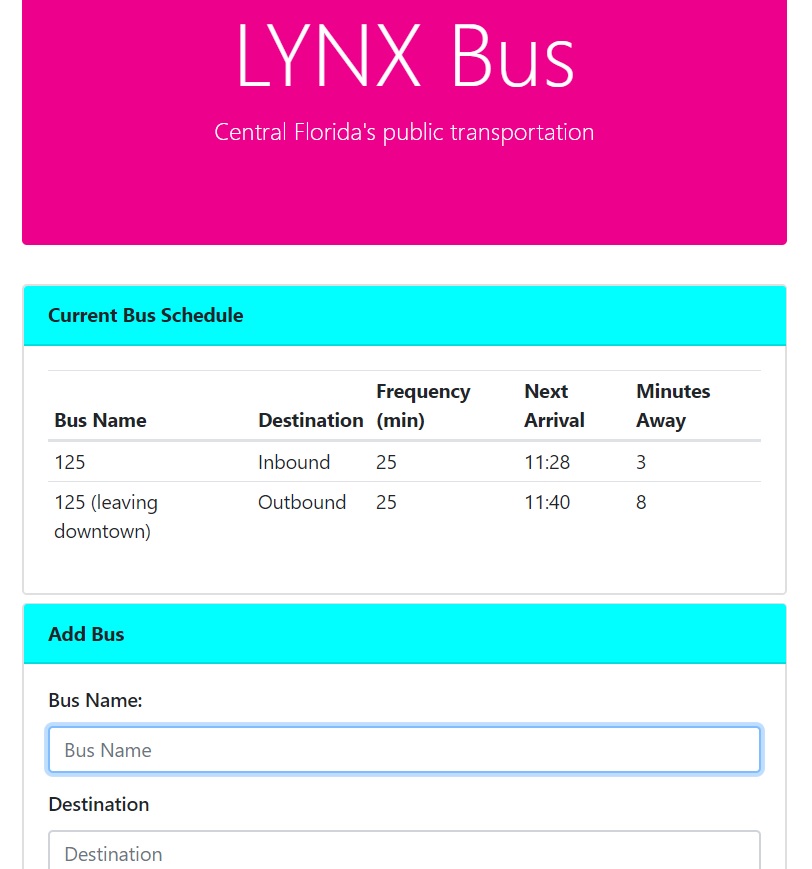 LYNX Bus
Central Florida's public transportation
Current Bus Schedule
Bus Name Destination Frequency (min) Next Arrival Minutes Away
125 Inbound 25 11:28 3
125 (leaving downtown) Outbound 25 11:40 8
Add Bus
Bus Name:
Bus Name
Destination
Destination